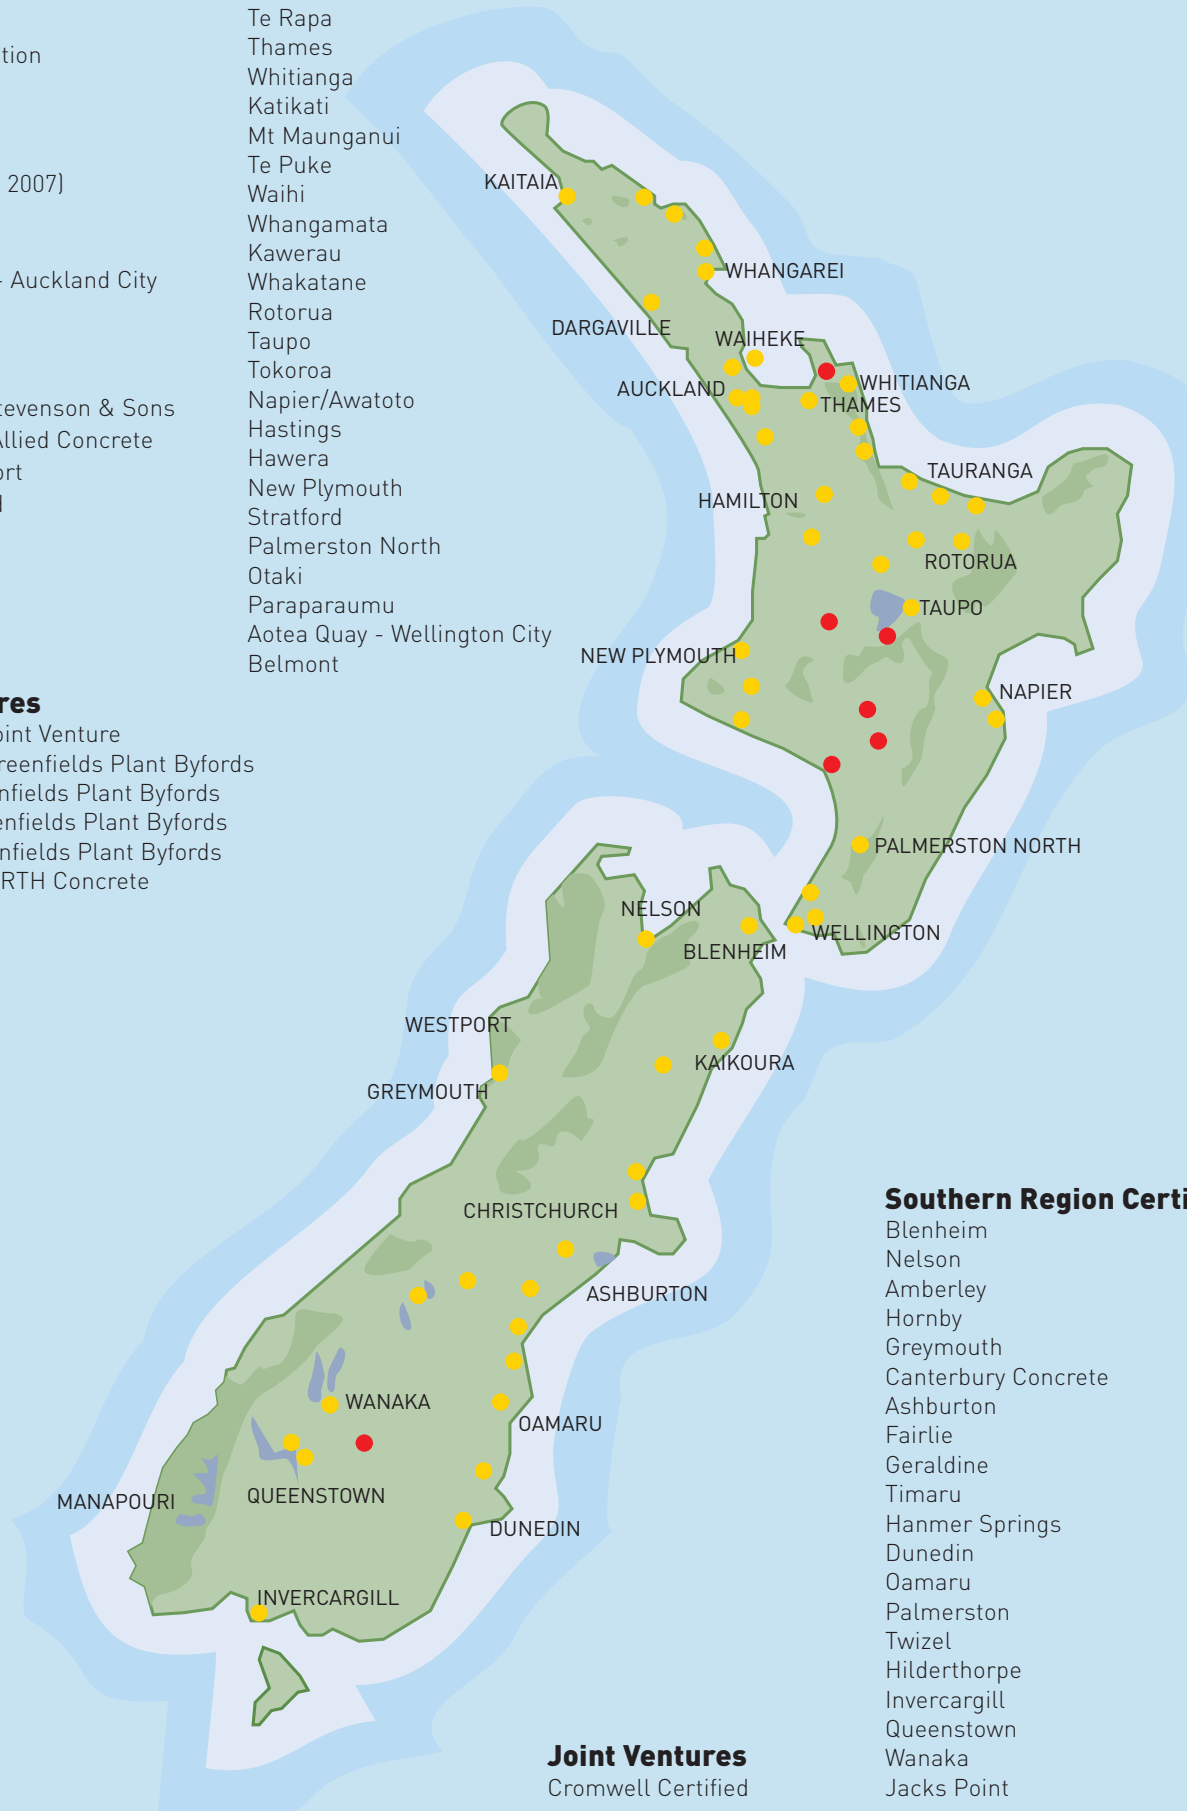 tion
2007)
- Auckland City
tevenson & Sons
Allied Concrete
ort
Te Rapa
Thames
Whitianga
Katikati
Mt Maunganui
Te Puke
Waihi
Whangamata
Kawerau
Whakatane
Rotorua
Taupo
Tokoroa
Napier/Awatoto
Hastings
Hawera
New Plymouth
Stratford
Palmerston North
Otaki
Paraparaumu
Aotea Quay - Wellington City
Belmont
res
oint Venture
reenfields Plant Byfords
nfields Plant Byfords
enfields Plant Byfords
nfields Plant Byfords
RTH Concrete
KAITAIA
WHANGAREI
DARGAVILLE
WAIHEKE
AUCKLAND
WHITIANGA
THAMES
TAURANGA
HAMILTON
ROTORUA
TAUPO
NEW PLYMOUTH
NAPIER
PALMERSTON NORTH
NELSON
WELLINGTON
BLENHEIM
WESTPORT
KAIKOURA
GREYMOUTH
CHRISTCHURCH
ASHBURTON
WANAKA
OAMARU
QUEENSTOWN
MANAPOURI
DUNEDIN
INVERCARGILL
Southern Region Certi
Blenheim
Nelson
Amberley
Hornby
Greymouth
Canterbury Concrete
Ashburton
Fairlie
Geraldine
Timaru
Hanmer Springs
Dunedin
Oamaru
Palmerston
Twizel
Hilderthorpe
Invercargill
Queenstown
Wanaka
Jacks Point
Joint Ventures
Cromwell Certified